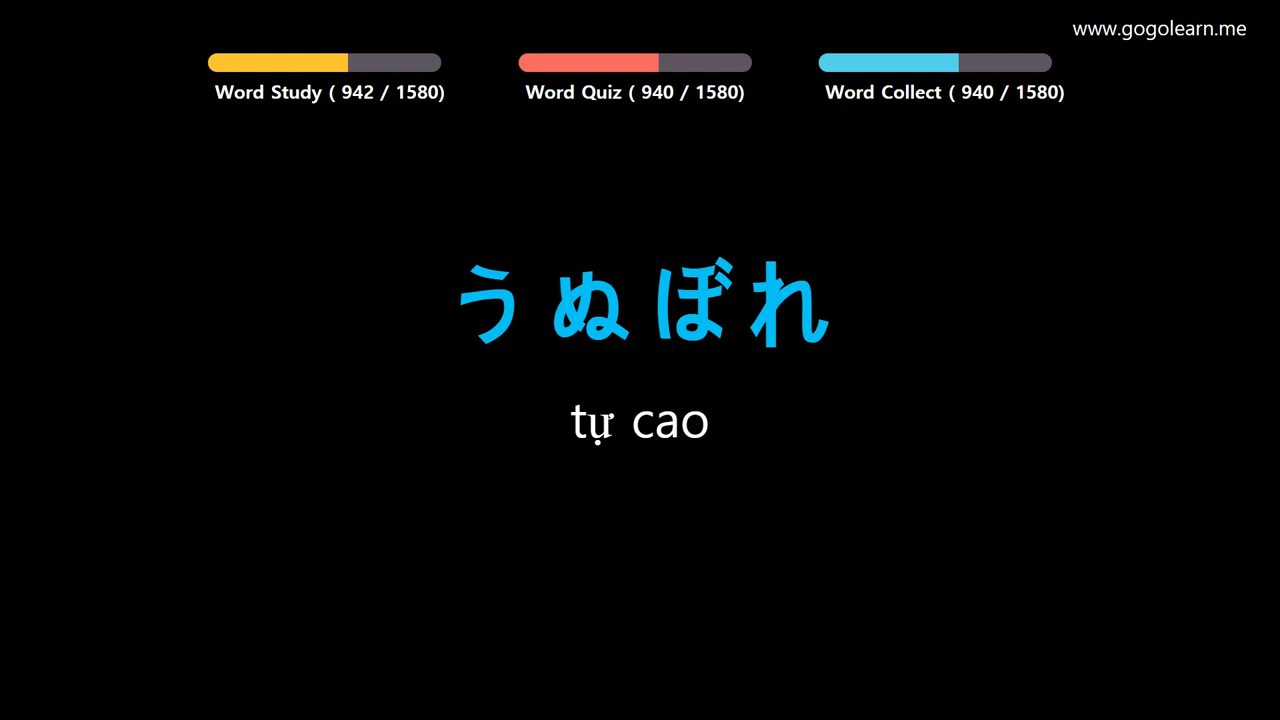 www.gogolearn.me
Word Study ( 942 / 1580)
Word Quiz ( 940 / 1580)
Word Collect ( 940 / 1580)
うぬぼれ
tự cao